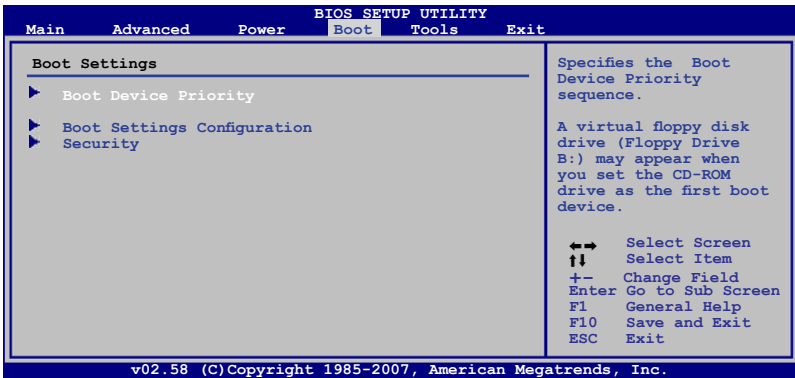 BIOS SETUP UTILITY
Main Advanced Power Boot Tools Exit
Boot Settings
Boot Device Priority
Boot Settings Configuration
Security
Specifies the Boot
Device Priority
sequence.
A virtual floppy disk
drive (Floppy Drive
B:) may appear when
you set the CD-ROM
drive as the first boot
device.
←→ Select Screen
↑↓ Select Item
+- Change Field
Enter Go to Sub Screen
F1 General Help
F10 Save and Exit
ESC Exit
v02.58 (C)Copyright 1985-2007, American Megatrends, Inc.